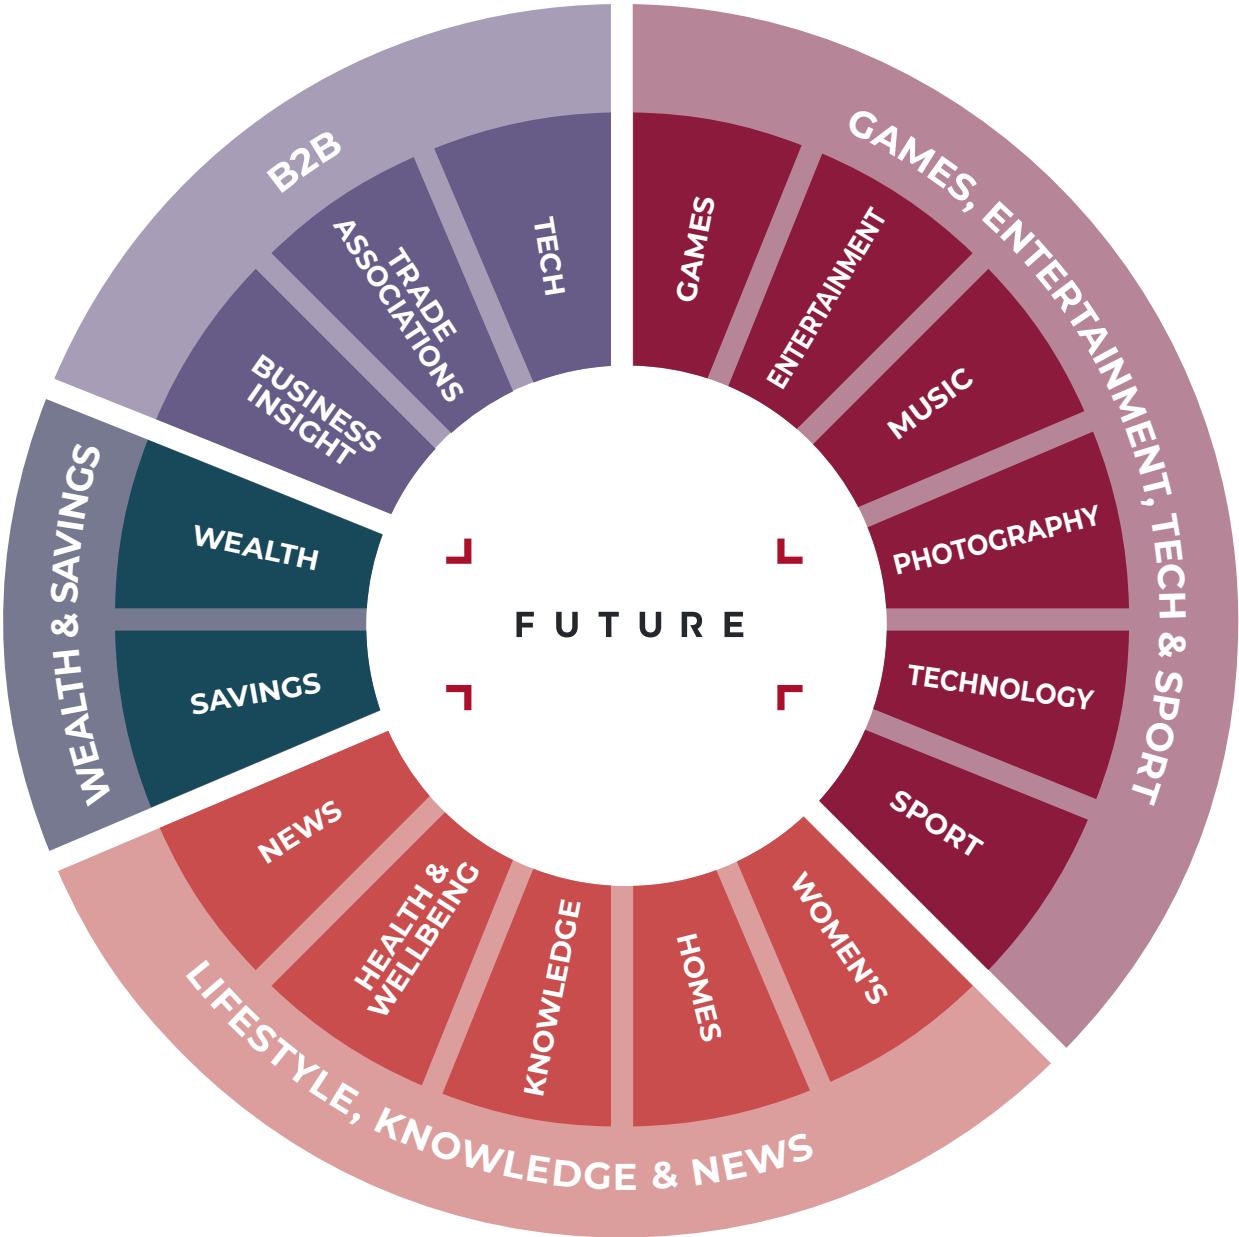 GAMES, ENTERTAINMENT, TECH & SPORT
GAMES
ENTERTAINMENT
MUSIC
PHOTOGRAPHY
TECHNOLOGY
SPORT
LIFESTYLE, KNOWLEDGE & NEWS
WOMEN'S
HOMES
KNOWLEDGE
HEALTH &
WELLBEING
NEWS
WEALTH & SAVINGS
SAVINGS
WEALTH
B2B
BUSINESS
INSIGHT
TRADE
ASSOCIATIONS
TECH
FUTURE